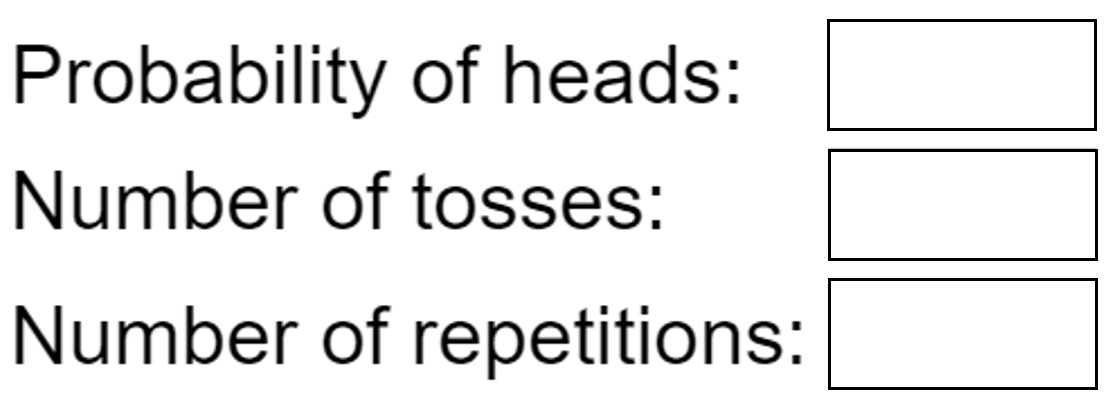 Probability of heads:
Number of tosses:
Number of repetitions: